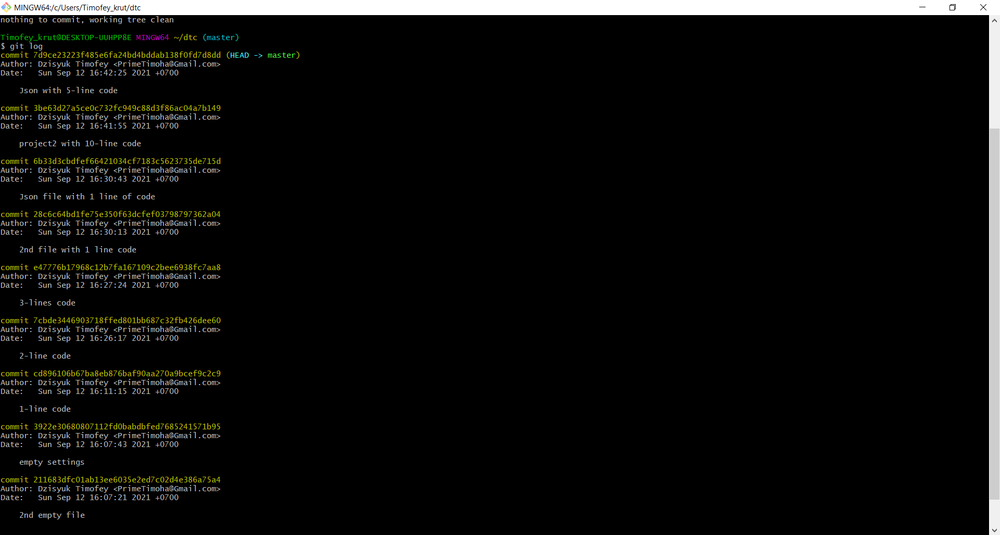 MINGW64:/c/Users/Timofey_krut/dtc
nothing to commit, working tree clean
Timofey_krut@DESKTOP-UUHPP8E MINGW64 ~/dtc (master)
$ git log
commit 7d9ce23223f485e6fa24bd4bddab138f0fd7d8dd (HEAD -> master)
Author: Dzisyuk Timofey <PrimeTimoha@Gmail.com>
Date:   Sun Sep 12 16:42:25 2021 +0700
    Json with 5-line code
commit 3be63d27a5ce0c732fc949c88d3f86ac04a7b149
Author: Dzisyuk Timofey <PrimeTimoha@Gmail.com>
Date:   Sun Sep 12 16:41:55 2021 +0700
    project2 with 10-line code
commit 6b33d3cbdfef66421034cf7183c5623735de715d
Author: Dzisyuk Timofey <PrimeTimoha@Gmail.com>
Date:   Sun Sep 12 16:30:43 2021 +0700
    Json file with 1 line of code
commit 28c6c64bd1fe75e350f63dcfef03798797362a04
Author: Dzisyuk Timofey <PrimeTimoha@Gmail.com>
Date:   Sun Sep 12 16:30:13 2021 +0700
    2nd file with 1 line code
commit e47776b17968c12b7fa167109c2bee6938fc7aa8
Author: Dzisyuk Timofey <PrimeTimoha@Gmail.com>
Date:   Sun Sep 12 16:27:24 2021 +0700
    3-lines code
commit 7cbde3446903718ffed801bb687c32fb426dee60
Author: Dzisyuk Timofey <PrimeTimoha@Gmail.com>
Date:   Sun Sep 12 16:26:17 2021 +0700
    2-line code
commit cd896106b67ba8eb876baf90aa270a9bcef9c2c9
Author: Dzisyuk Timofey <PrimeTimoha@Gmail.com>
Date:   Sun Sep 12 16:11:15 2021 +0700
    1-line code
commit 3922e30680807112fd0babdbfed7685241571b95
Author: Dzisyuk Timofey <PrimeTimoha@Gmail.com>
Date:   Sun Sep 12 16:07:43 2021 +0700
    empty settings
commit 211683dfc01ab13ee6035e2ed7c02d4e386a75a4
Author: Dzisyuk Timofey <PrimeTimoha@Gmail.com>
Date:   Sun Sep 12 16:07:21 2021 +0700
    2nd empty file